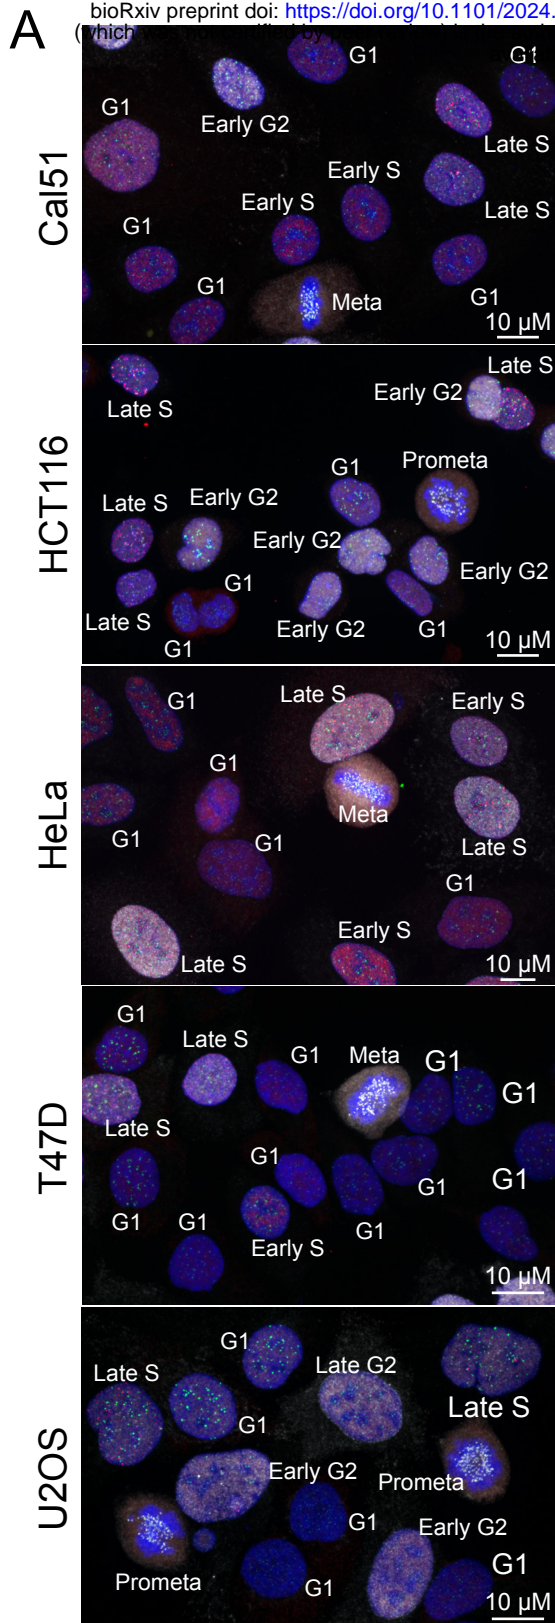 bioRxiv preprint doi: https://doi.org/10.1101/2024.
A
(which was
by
Cal51
G1
G1
G1
Early G2
Late S
Early S
Early S
Late S
G1
G1
Meta
G1
10 µM
HCT116
Late S
Early G2
Late S
G1
Prometa
Late S
Early G2
Early G2
Early G2
Late S
G1
Early G2
G1
G1
10 µM
HeLa
G1
Late S
Early S
G1
Meta
G1
G1
Late S
G1
Early S
Late S
10 µM
T47D
G1
Late S
G1
Meta
G1
G1
Late S
G1
G1
G1
G1
G1
G1
Early S
10 µM
U2OS
G1
Late G2
Late S
Late S
G1
Early G2
Prometa
G1
Early G2
Prometa
G1
G1
10 µM